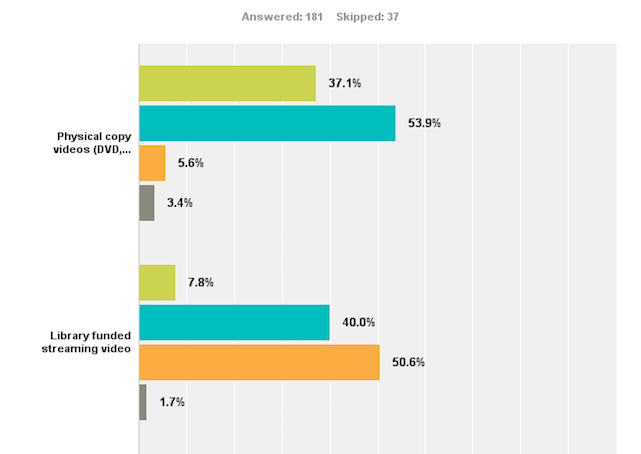 Answered: 181 Skipped: 37
37.1%
53.9%
Physical copy
videos (DVD,...
5.6%
3.4%
7.8%
40.0%
Library funded
streaming video
50.6%
1.7%